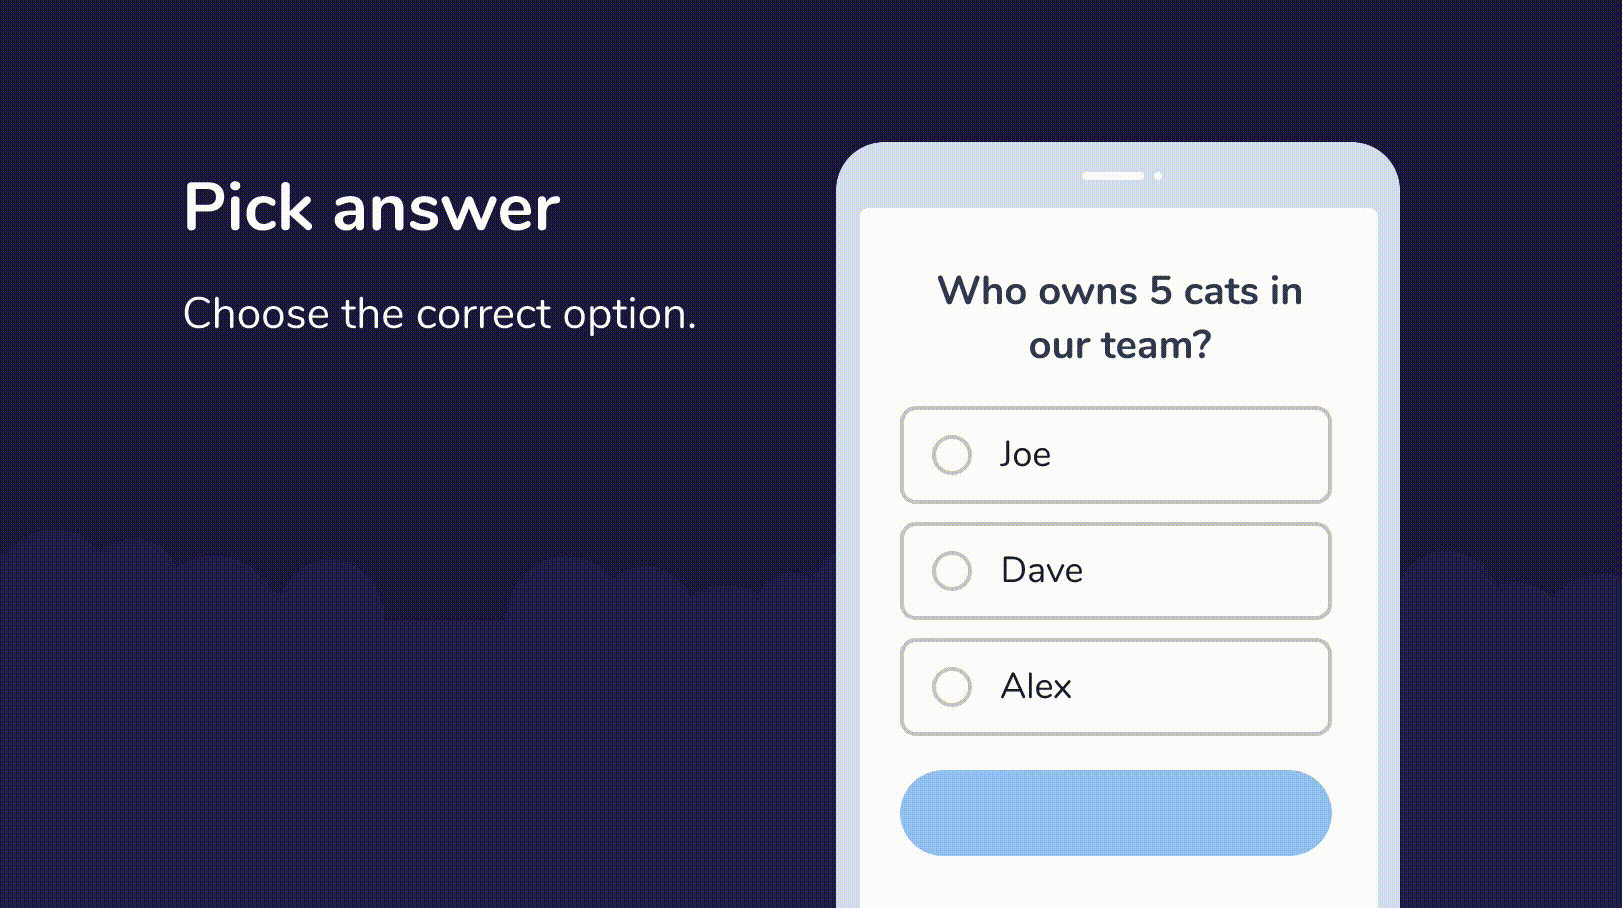 Pick answer
Choose the correct option.
Who owns 5 cats in
our team?
Joe
Dave
Alex